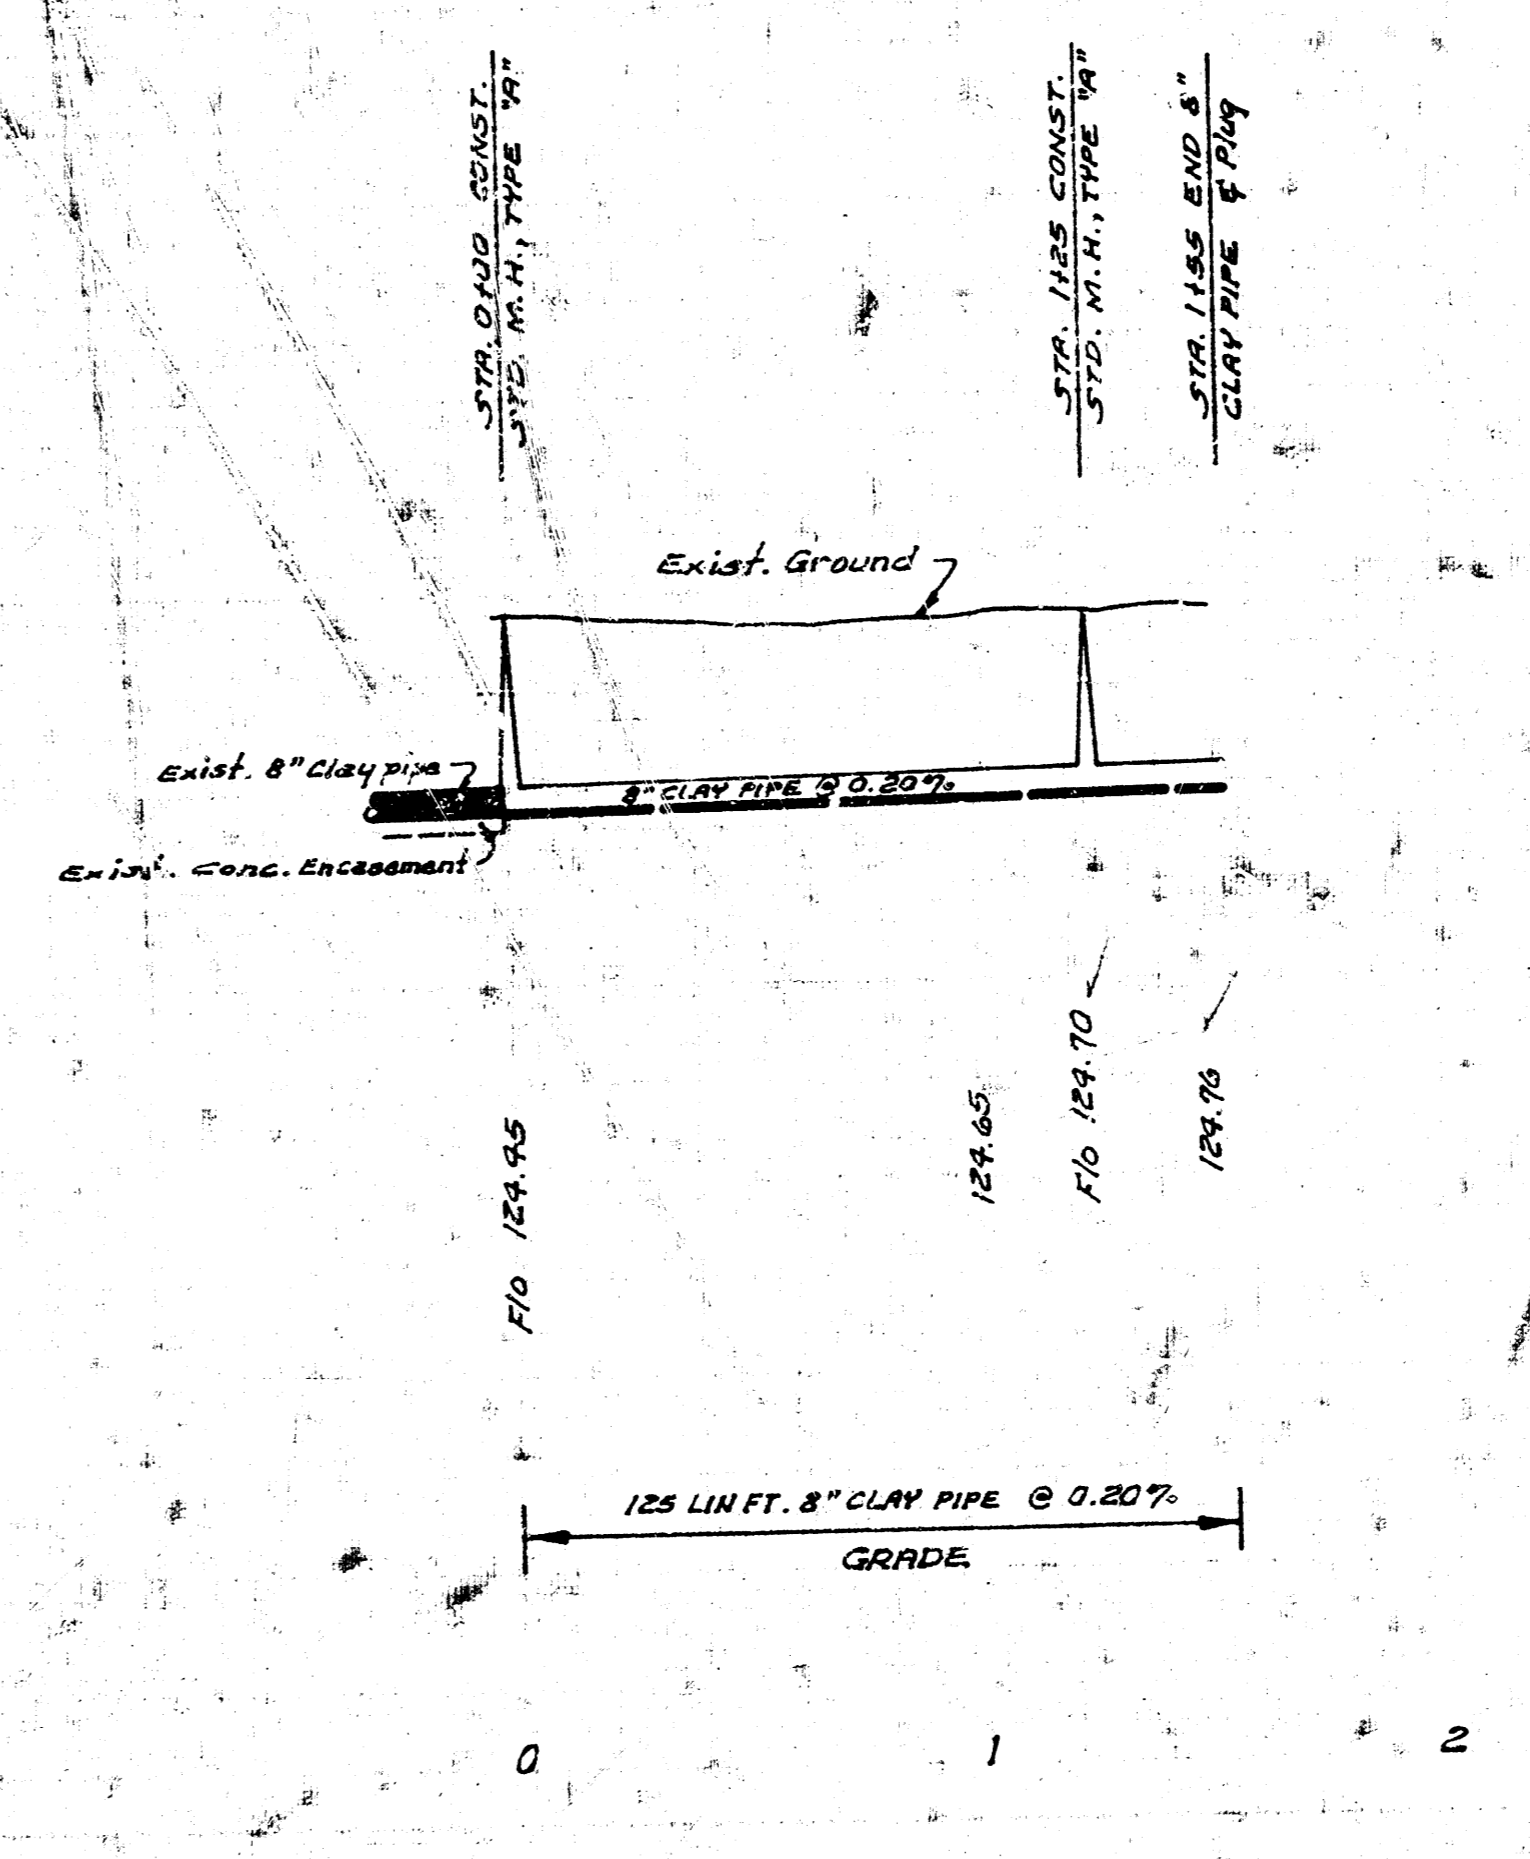 STA. 0+00 CONST.
STD. M.H., TYPE "A"
STA. 1+25 CONST.
STD. M.H., TYPE "A"
STA. 1+55 END 8"
CLAY PIPE & Plug
Exist. Ground
Exist. 8" Clay pipe
8" CLAY PIPE @ 0.20%
Exist. Conc. Encasement
F/O 124.45
124.65
F/O 124.70
124.76
125 LIN FT. 8" CLAY PIPE @ 0.20%
GRADE
0 1 2